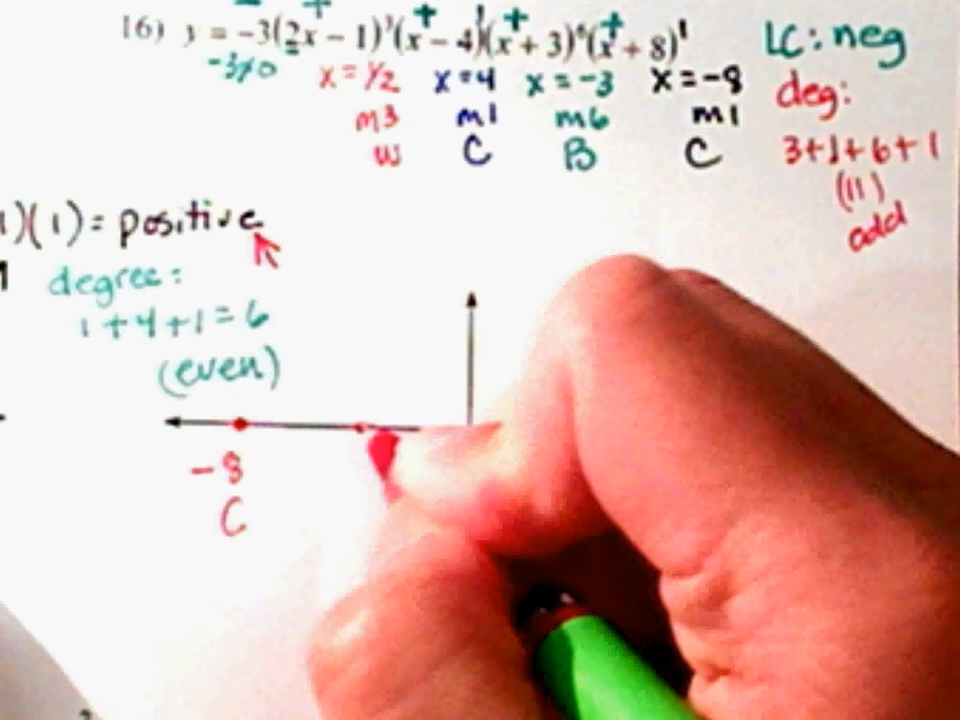 16) y = -3(2x - 1)³(x - 4)¹(x + 3)⁶(x + 8)¹
-3≠0
x = 1/2 x = 4 x = -3 x = -8
m3 m1 m6 m1
w C B C
LC: neg
deg:
3+1+6+1
(11)
odd
)(1) = positive
degree:
1+4+1=6
(even)
-8
C